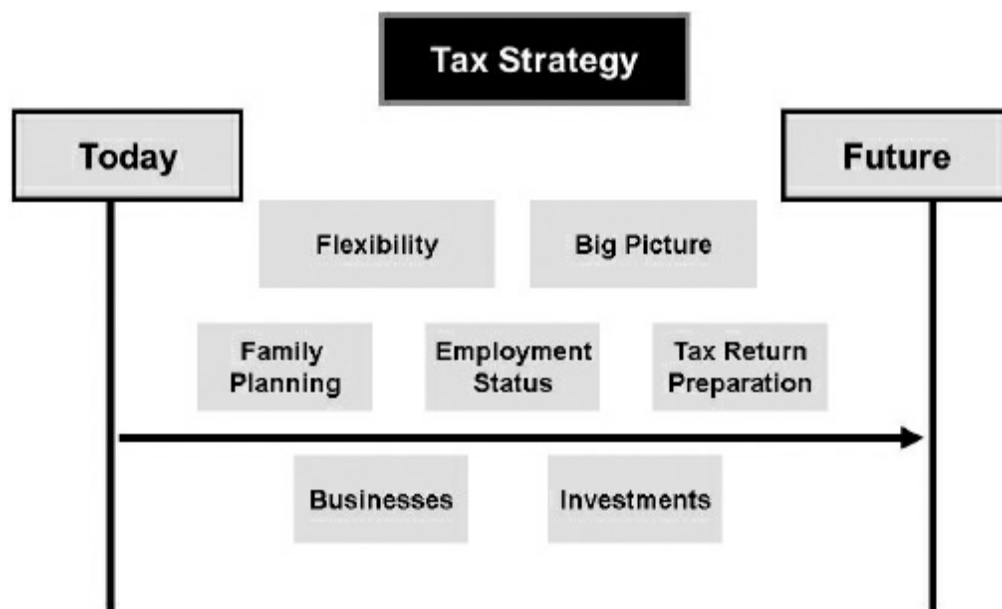 Tax Strategy
Today
Future
Flexibility
Big Picture
Family
Planning
Employment
Status
Tax Return
Preparation
Businesses
Investments